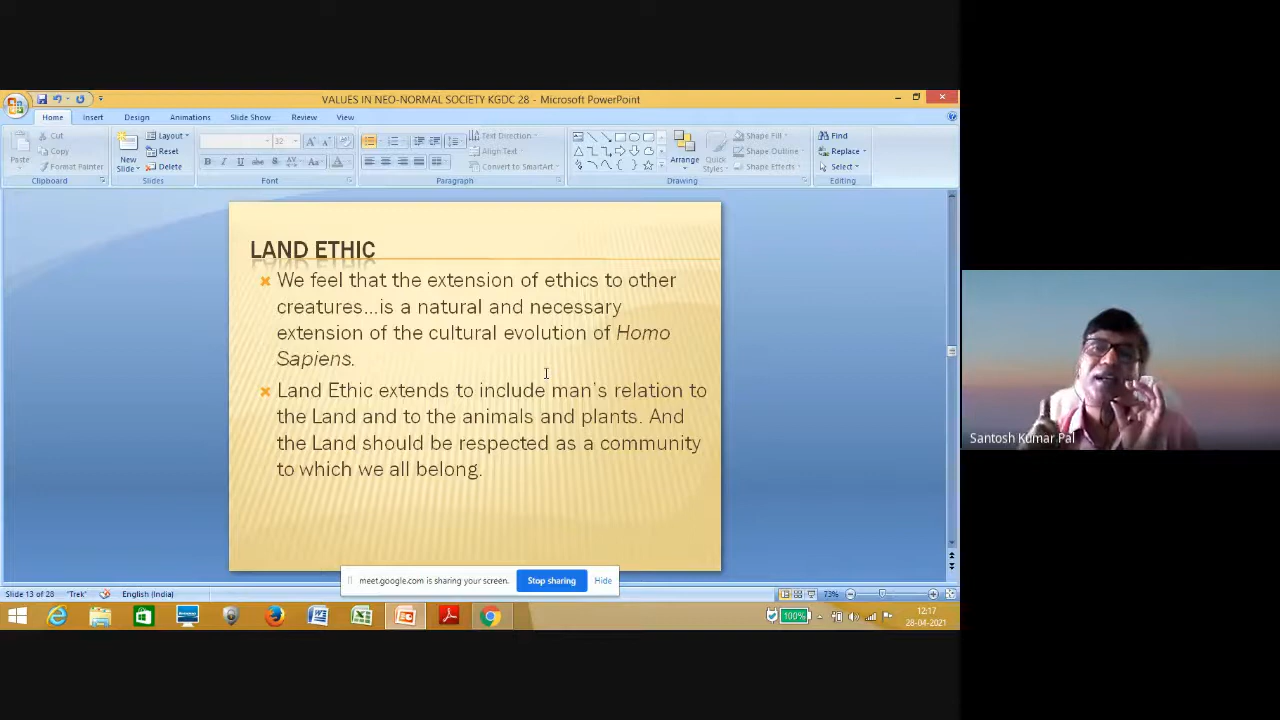 VALUES IN NEO-NORMAL SOCIETY KGDC 28 - Microsoft PowerPoint
Home Insert Design Animations Slide Show Review View
Cut
Copy
Format Painter
Paste
Clipboard
New
Slide
Layout
Reset
Delete
Slides
32
Font
Text Direction
Align Text
Convert to SmartArt
Paragraph
Arrange
Quick
Styles
Shape Fill
Shape Outline
Shape Effects
Drawing
Find
Replace
Select
Editing
LAND ETHIC
We feel that the extension of ethics to other
creatures...is a natural and necessary
extension of the cultural evolution of Homo
Sapiens.
Land Ethic extends to include man's relation to
the Land and to the animals and plants. And
the Land should be respected as a community
to which we all belong.
meet.google.com is sharing your screen. Stop sharing Hide
Slide 13 of 28 "Trek" English (India) 73%
100%
12:17
28-04-2021
Santosh Kumar Pal